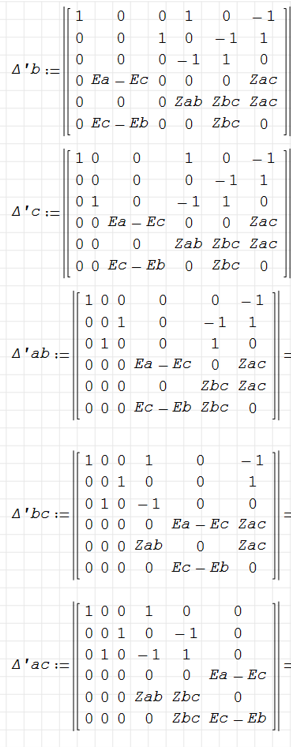 1 0 0 1 0 −1
0 0 1 0 −1 1
0 0 0 −1 1 0
Δ'b := 0 Ea − Ec 0 0 0 Zac
0 0 0 Zab Zbc Zac
0 Ec − Eb 0 0 Zbc 0
1 0 0 1 0 −1
0 0 0 0 −1 1
Δ'c := 0 1 0 −1 1 0
0 0 Ea − Ec 0 0 Zac
0 0 0 Zab Zbc Zac
0 0 Ec − Eb 0 Zbc 0
1 0 0 0 0 −1
0 0 1 0 −1 1
0 1 0 0 1 0
Δ'ab := 0 0 0 Ea − Ec 0 Zac =
0 0 0 0 Zbc Zac
0 0 0 Ec − Eb Zbc 0
1 0 0 1 0 −1
0 0 1 0 0 1
0 1 0 −1 0 0
Δ'bc := 0 0 0 0 Ea − Ec Zac =
0 0 0 Zab 0 Zac
0 0 0 0 Ec − Eb 0
1 0 0 1 0 0
0 0 1 0 −1 0
0 1 0 −1 1 0
Δ'ac := 0 0 0 0 0 Ea − Ec =
0 0 0 Zab Zbc 0
0 0 0 0 Zbc Ec − Eb